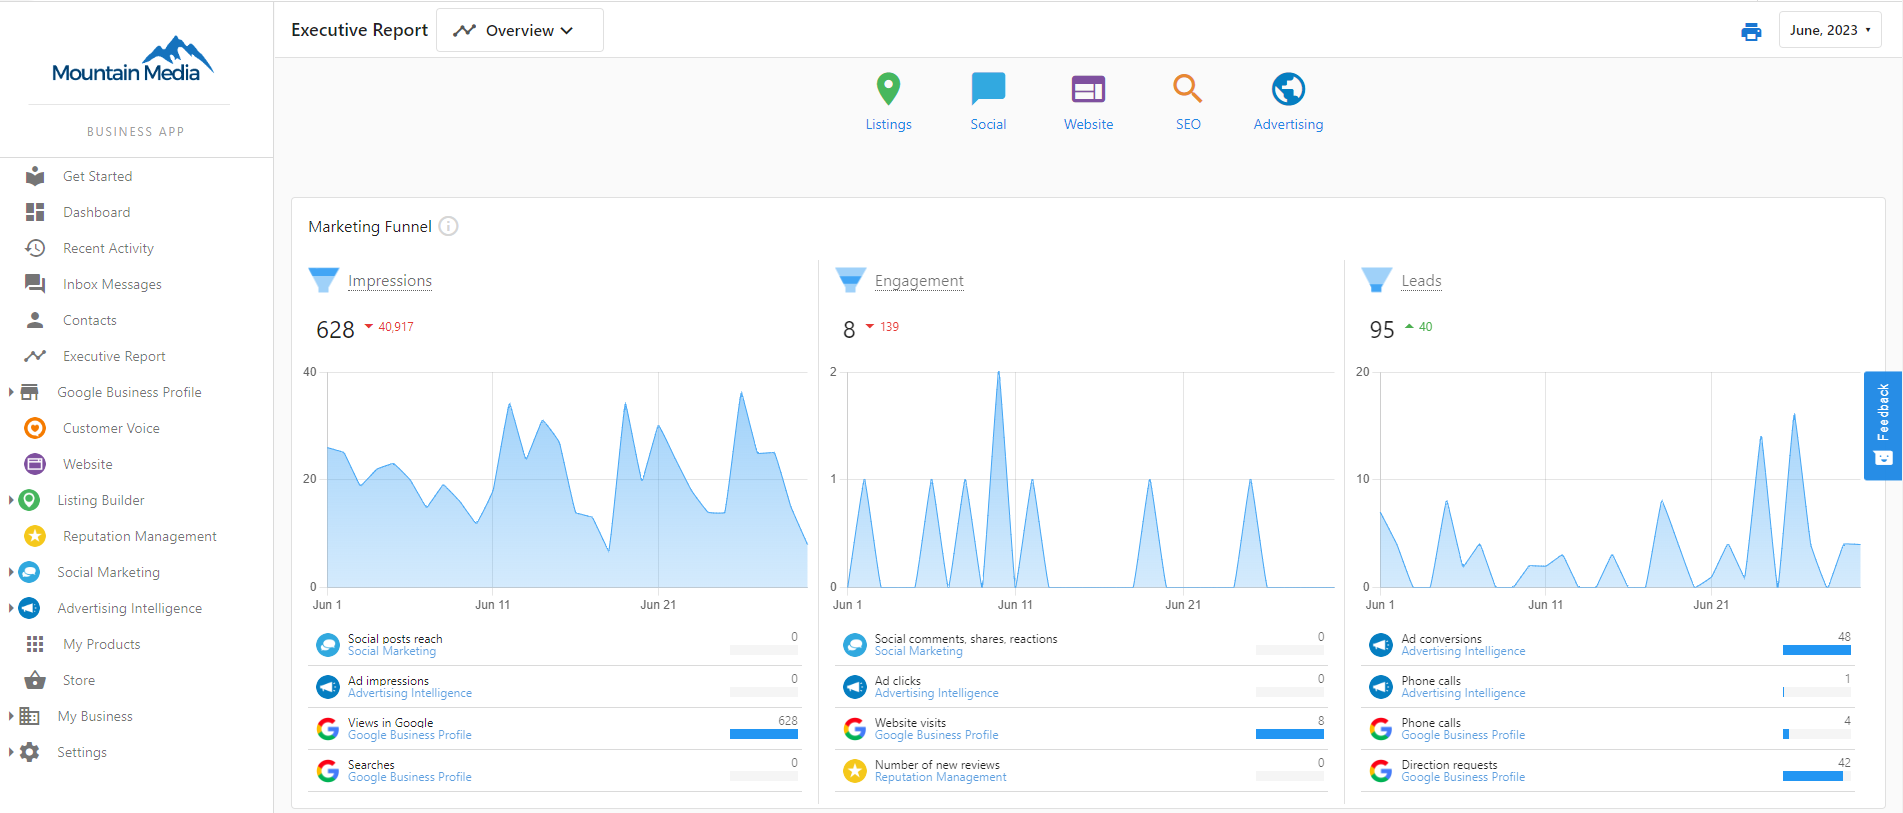 Mountain Media
BUSINESS APP
Get Started
Dashboard
Recent Activity
Inbox Messages
Contacts
Executive Report
Google Business Profile
Customer Voice
Website
Listing Builder
Reputation Management
Social Marketing
Advertising Intelligence
My Products
Store
My Business
Settings
Executive Report
Overview
June, 2023
Listings
Social
Website
SEO
Advertising
Marketing Funnel
Impressions
628 40,917
40
20
0
Jun 1 Jun 11 Jun 21
Social posts reach 0
Social Marketing
Ad impressions 0
Advertising Intelligence
Views in Google 628
Google Business Profile
Searches 0
Google Business Profile
Engagement
8 139
2
1
0
Jun 1 Jun 11 Jun 21
Social comments, shares, reactions 0
Social Marketing
Ad clicks 0
Advertising Intelligence
Website visits 8
Google Business Profile
Number of new reviews 0
Reputation Management
Leads
95 40
20
10
0
Jun 1 Jun 11 Jun 21
Ad conversions 48
Advertising Intelligence
Phone calls 1
Advertising Intelligence
Phone calls 4
Google Business Profile
Direction requests 42
Google Business Profile
Feedback